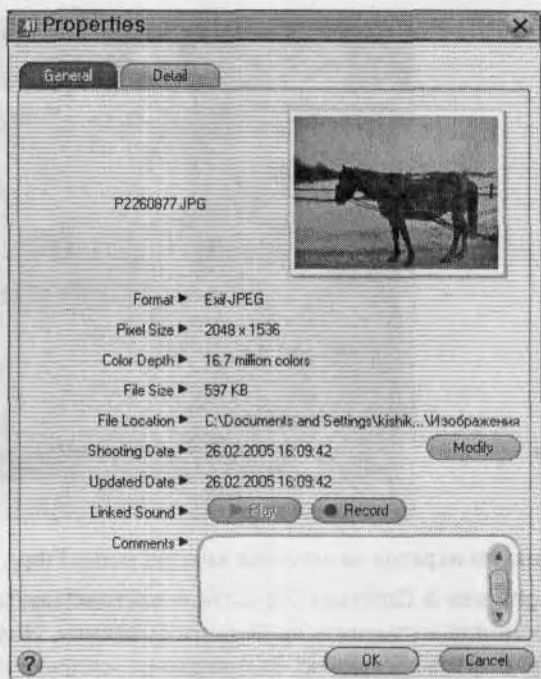 Properties
General Detail
P2260877.JPG
Format ► Exif-JPEG
Pixel Size ► 2048 x 1536
Color Depth ► 16.7 million colors
File Size ► 597 KB
File Location ► C:\Documents and Settings\kishik...\Изображения
Shooting Date ► 26.02.2005 16:09:42 Modify
Updated Date ► 26.02.2005 16:09:42
Linked Sound ► Play Record
Comments ►
? OK Cancel